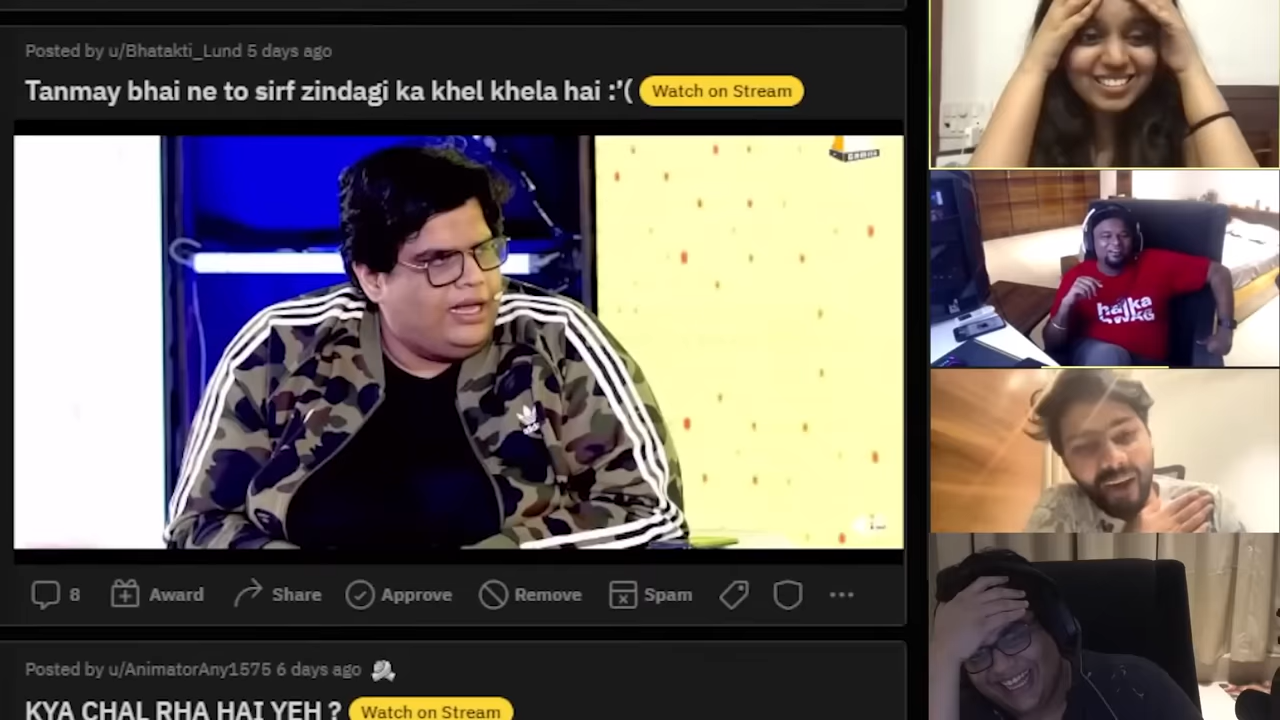 Posted by u/Bhatakti_Lund 5 days ago
Tanmay bhai ne to sirf zindagi ka khel khela hai :'( Watch on Stream
adidas
8 Award Share Approve Remove Spam
Posted by u/AnimatorAny1575 6 days ago
KYA CHAL RHA HAI YEH ? Watch on Stream
halka
SWAG